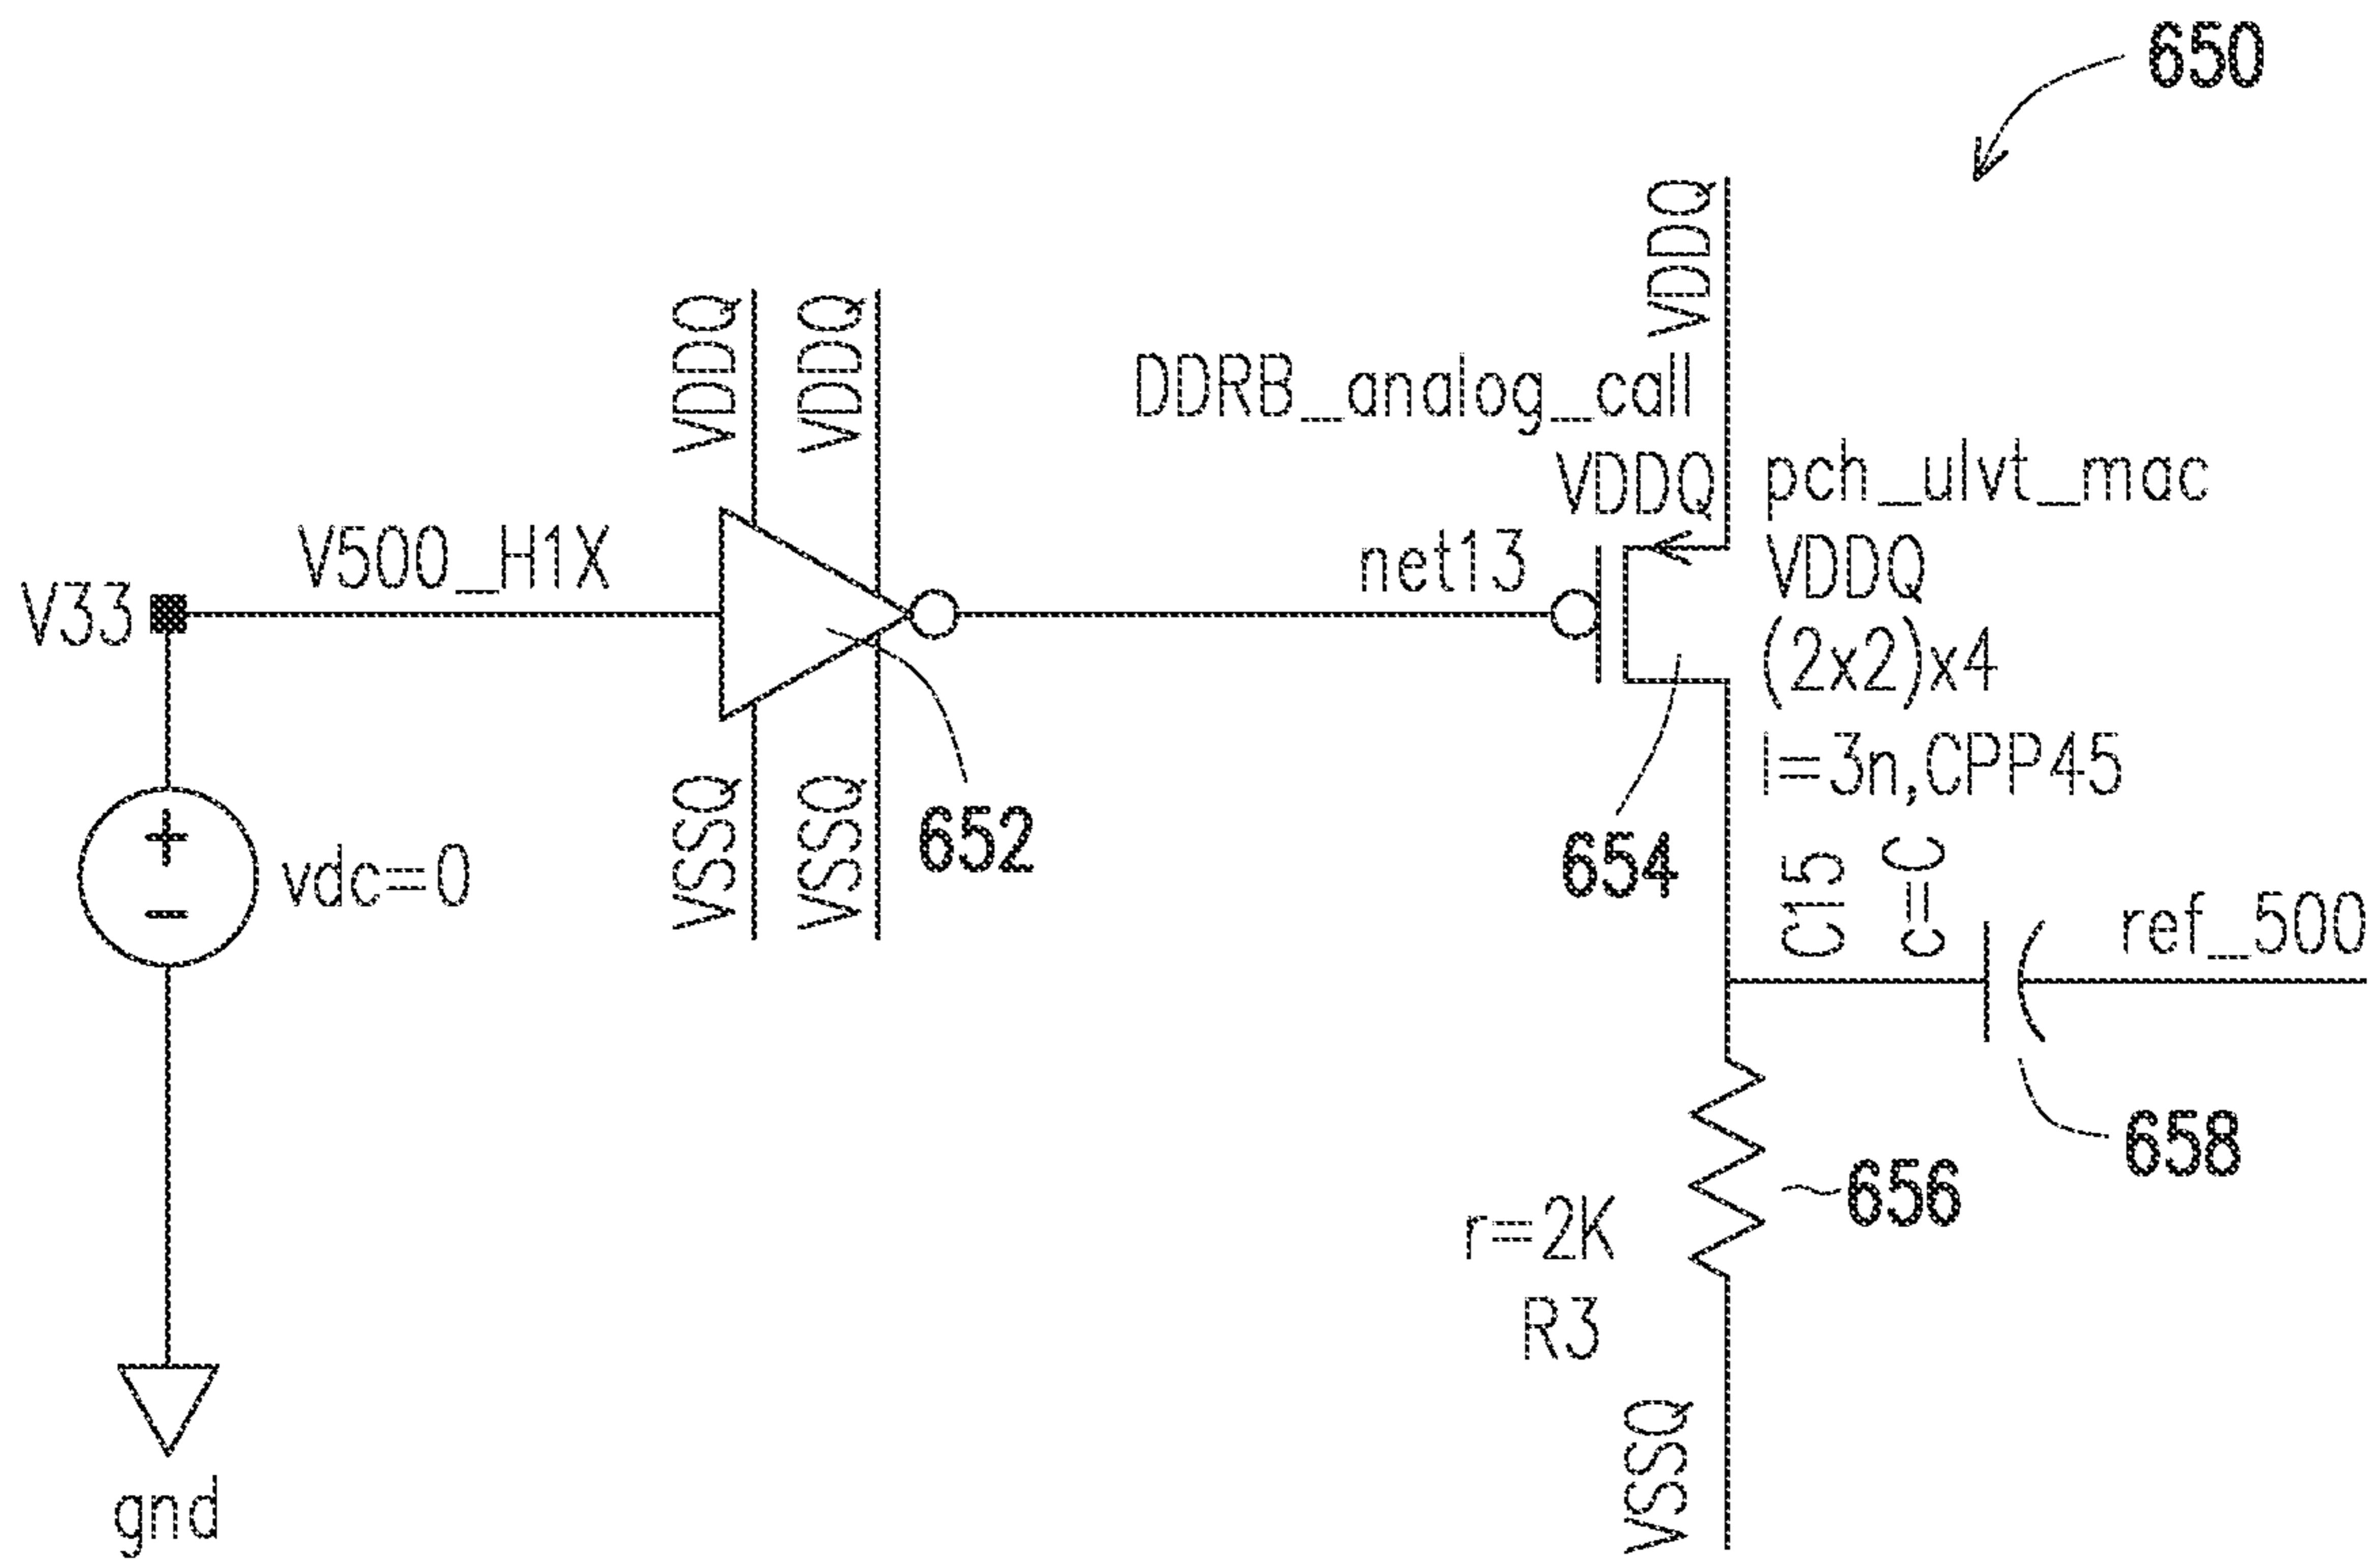 650
VDDQ
VDDQ
VDDQ
DDRB_analog_call
VDDQ
pch_ulvt_mac
V500_H1X
net13
VDDQ
V33
(2x2)x4
l=3n,CPP45
VSSQ
VSSQ
652
654
C15
c=C
vdc=0
+
−
ref_500
658
656
r=2K
R3
VSSQ
gnd